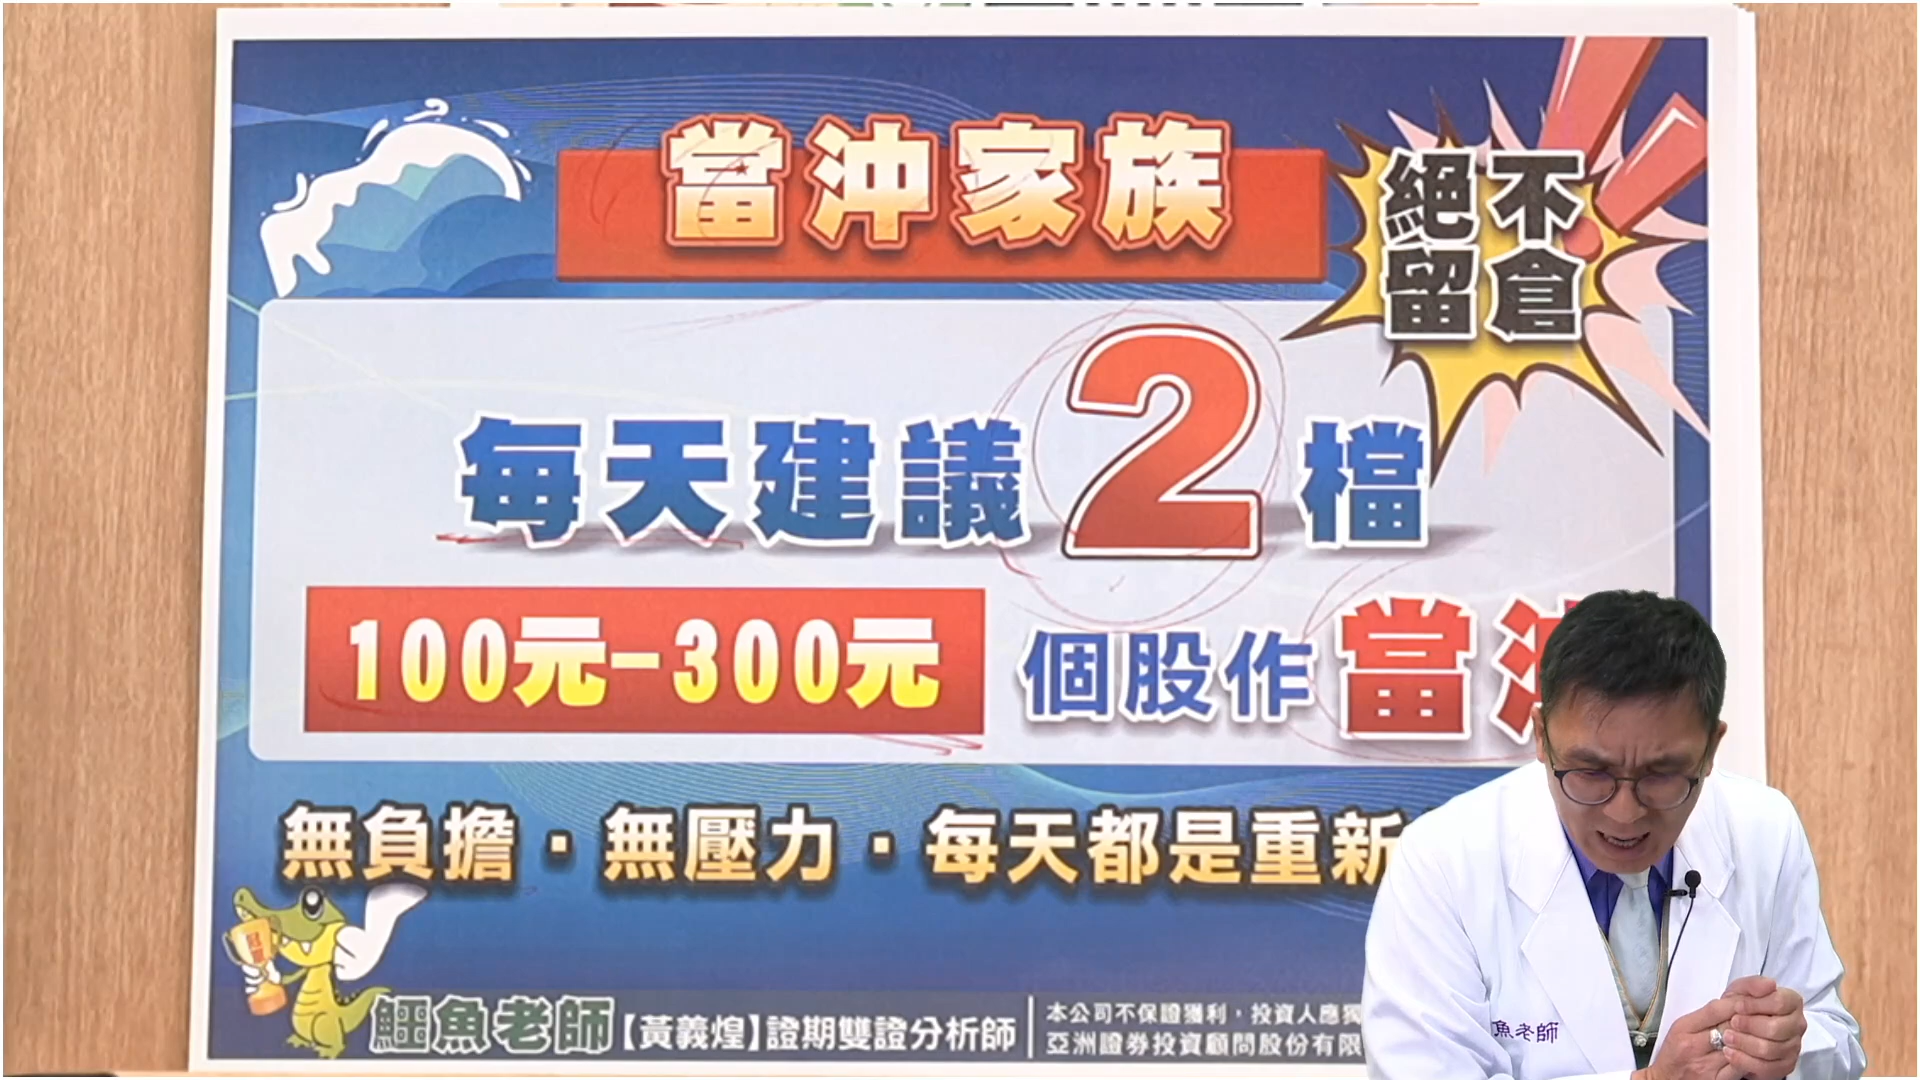 當沖家族
絕不
留倉
每天建議2檔
100元-300元 個股作當沖
無負擔·無壓力·每天都是重新
鱷魚老師【黃義煌】證期雙證分析師
本公司不保證獲利，投資人應獨
亞洲證券投資顧問股份有限
魚老師